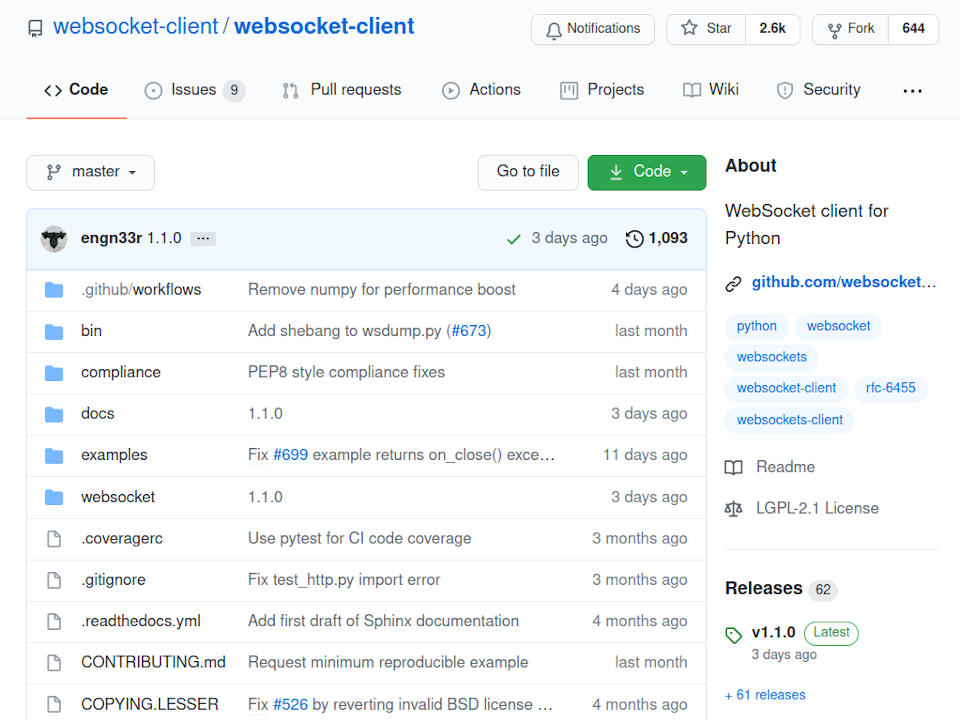 websocket-client / websocket-client
Notifications
Star 2.6k
Fork 644
Code
Issues 9
Pull requests
Actions
Projects
Wiki
Security
...
master
Go to file
Code
engn33r 1.1.0 ... 3 days ago 1,093
.github/workflows Remove numpy for performance boost 4 days ago
bin Add shebang to wsdump.py (#673) last month
compliance PEP8 style compliance fixes last month
docs 1.1.0 3 days ago
examples Fix #699 example returns on_close() exce… 11 days ago
websocket 1.1.0 3 days ago
.coveragerc Use pytest for CI code coverage 3 months ago
.gitignore Fix test_http.py import error 3 months ago
.readthedocs.yml Add first draft of Sphinx documentation 4 months ago
CONTRIBUTING.md Request minimum reproducible example last month
COPYING.LESSER Fix #526 by reverting invalid BSD license … 4 months ago
About
WebSocket client for
Python
github.com/websocket…
python websocket
websockets
websocket-client rfc-6455
websockets-client
Readme
LGPL-2.1 License
Releases 62
v1.1.0 Latest
3 days ago
+ 61 releases